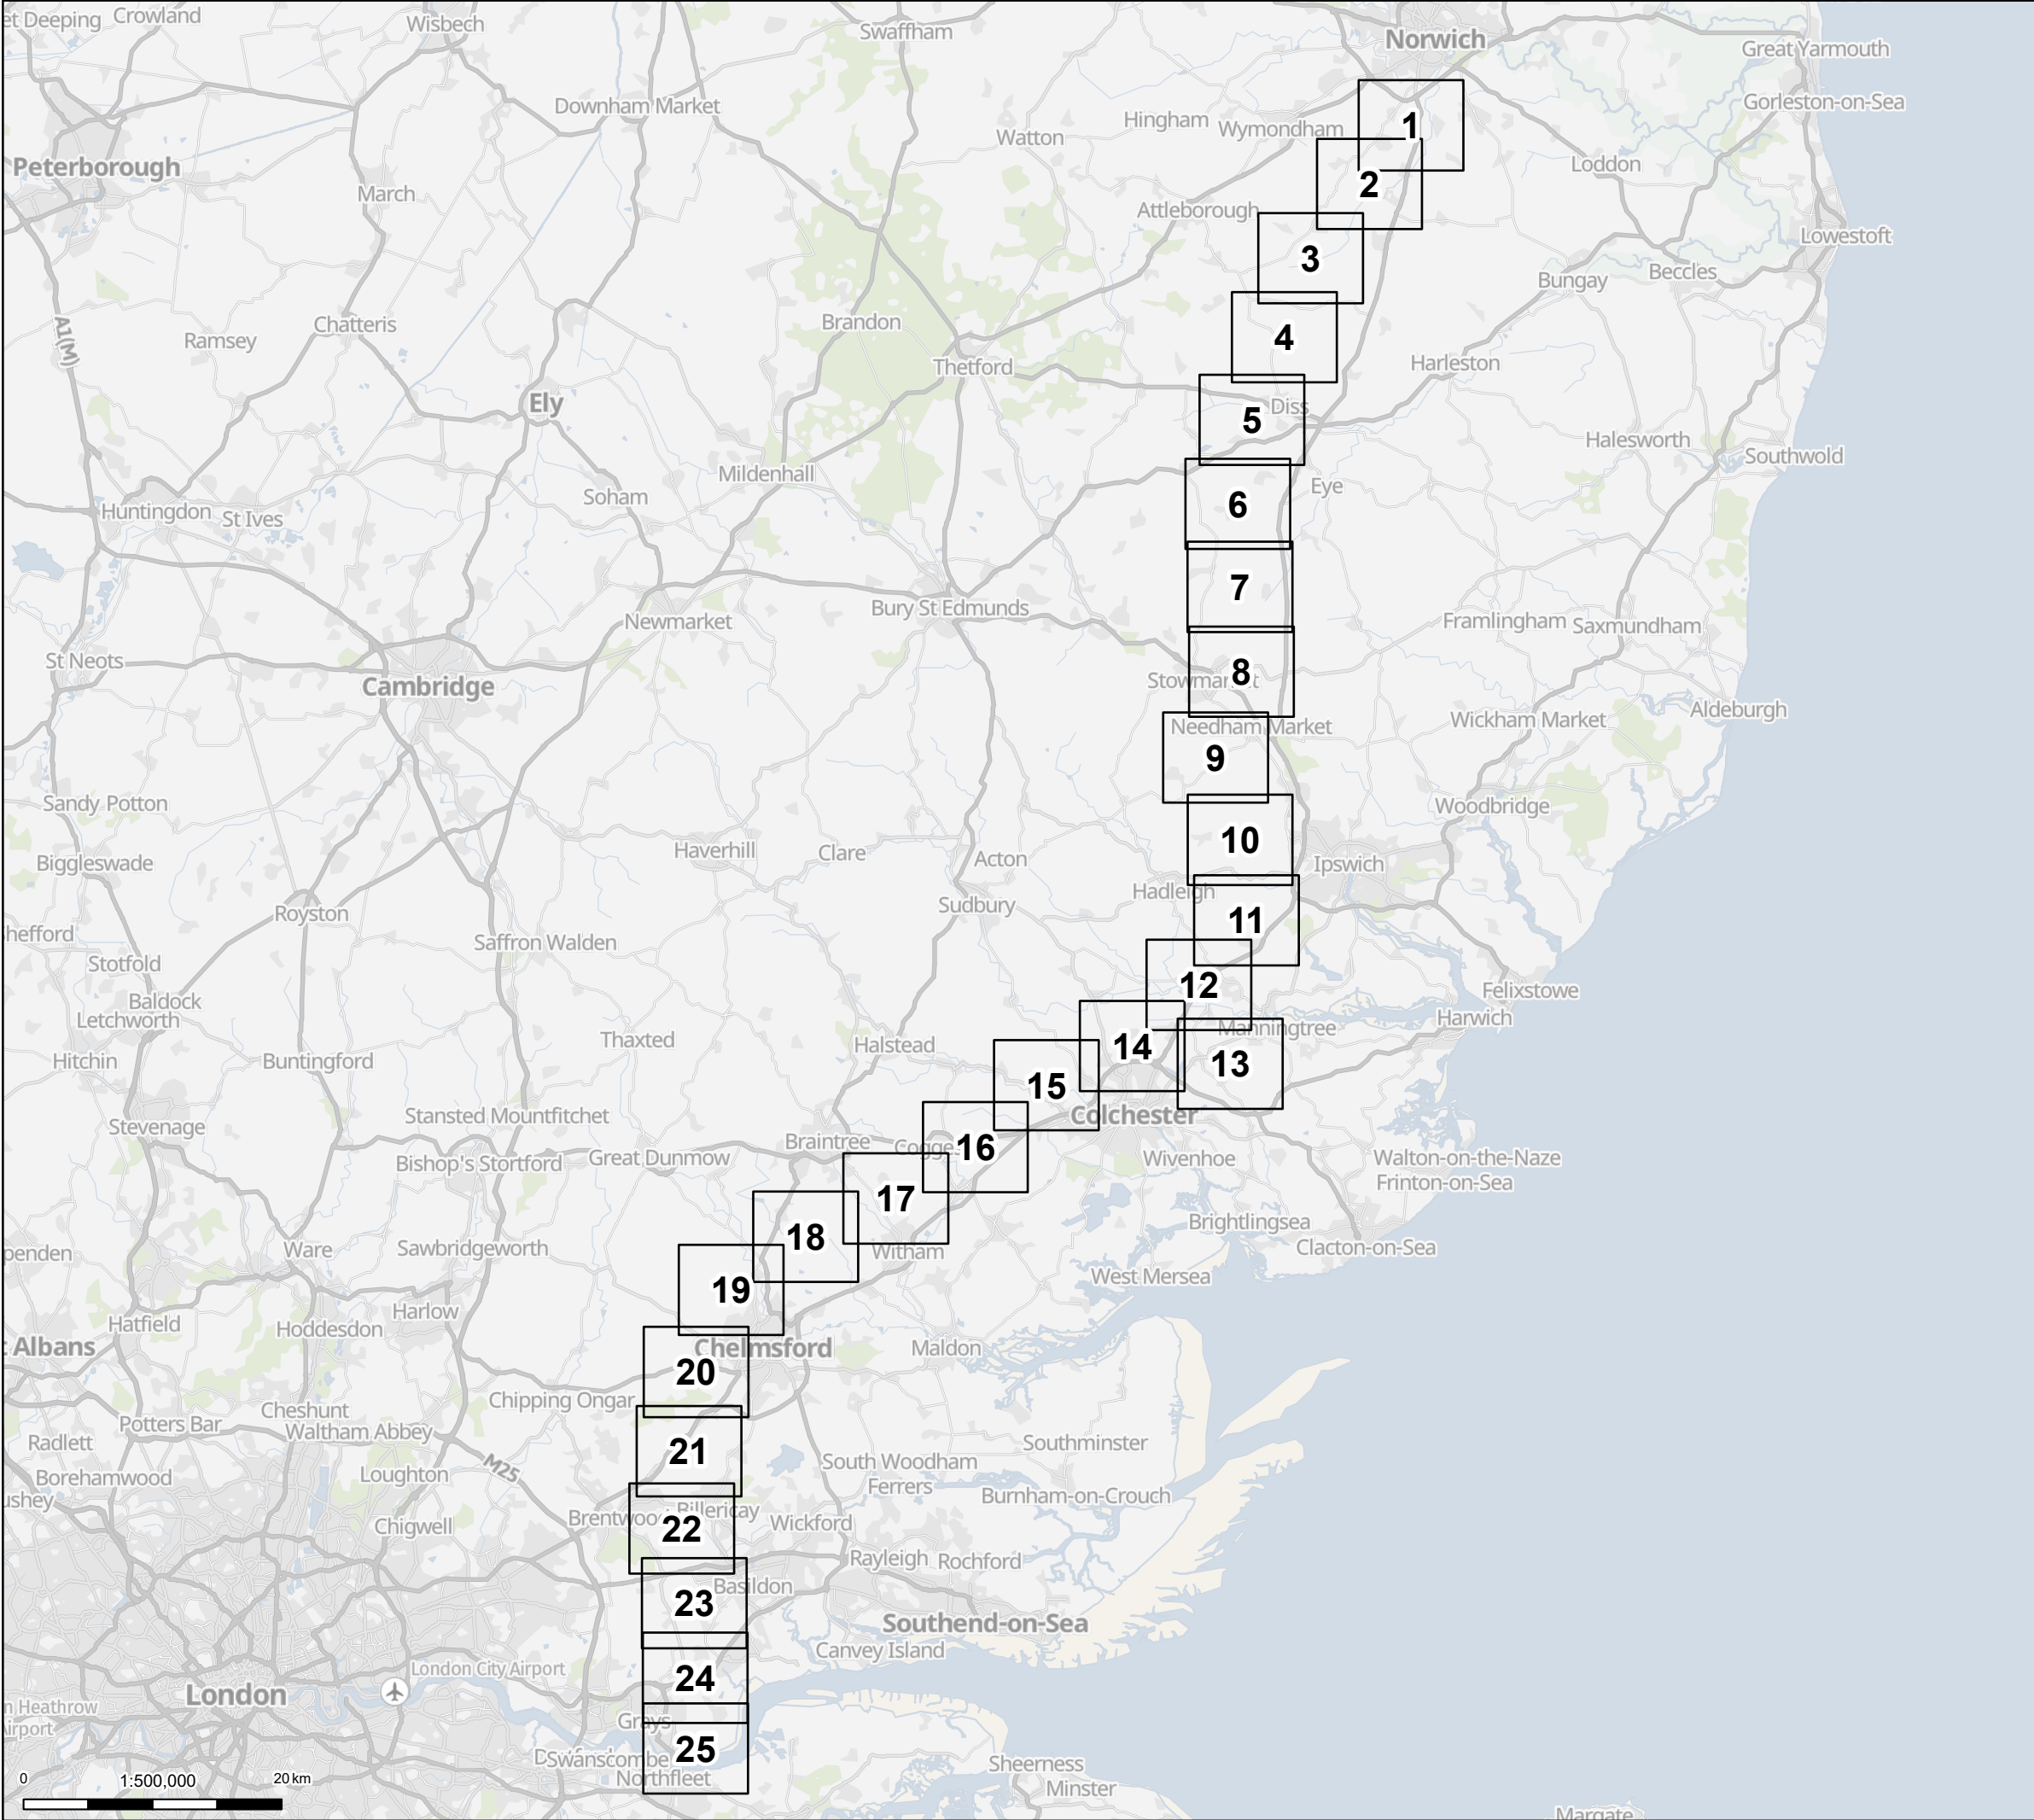 et Deeping
Crowland
Wisbech
Swaffham
Norwich
Great Yarmouth
Downham Market
Gorleston-on-Sea
Hingham
Wymondham
1
Watton
Peterborough
Loddon
2
March
Attleborough
Lowestoft
3
Beccles
Bungay
A1(M)
Brandon
Chatteris
Ramsey
4
Thetford
Harleston
Ely
Diss
5
Halesworth
Southwold
Mildenhall
Eye
Soham
6
Huntingdon
St Ives
7
Bury St Edmunds
Newmarket
Framlingham
Saxmundham
St Neots
8
Stowmarket
Cambridge
Aldeburgh
Wickham Market
Needham Market
9
Sandy Potton
Woodbridge
10
Haverhill
Clare
Acton
Biggleswade
Ipswich
Hadleigh
Sudbury
Royston
11
hefford
Saffron Walden
Stotfold
12
Felixstowe
Baldock
Letchworth
Harwich
Manningtree
Thaxted
Halstead
14
13
Hitchin
Buntingford
15
Stansted Mountfitchet
Colchester
Stevenage
Braintree
Cogges
16
Great Dunmow
Bishop's Stortford
Wivenhoe
Walton-on-the-Naze
Frinton-on-Sea
17
Brightlingsea
18
Ware
Sawbridgeworth
Witham
Clacton-on-Sea
penden
West Mersea
19
Harlow
Hatfield
Hoddesdon
t Albans
Chelmsford
Maldon
20
Chipping Ongar
Cheshunt
Potters Bar
Waltham Abbey
Radlett
Southminster
21
South Woodham
Ferrers
M25
Loughton
Borehamwood
ushey
Burnham-on-Crouch
Billericay
Brentwood
22
Wickford
Chigwell
Rayleigh
Rochford
Basildon
23
Southend-on-Sea
Canvey Island
London City Airport
24
London
n Heathrow
Airport
Grays
25
Swanscombe
Northfleet
Sheerness
Minster
0
1:500,000
20 km
Margate